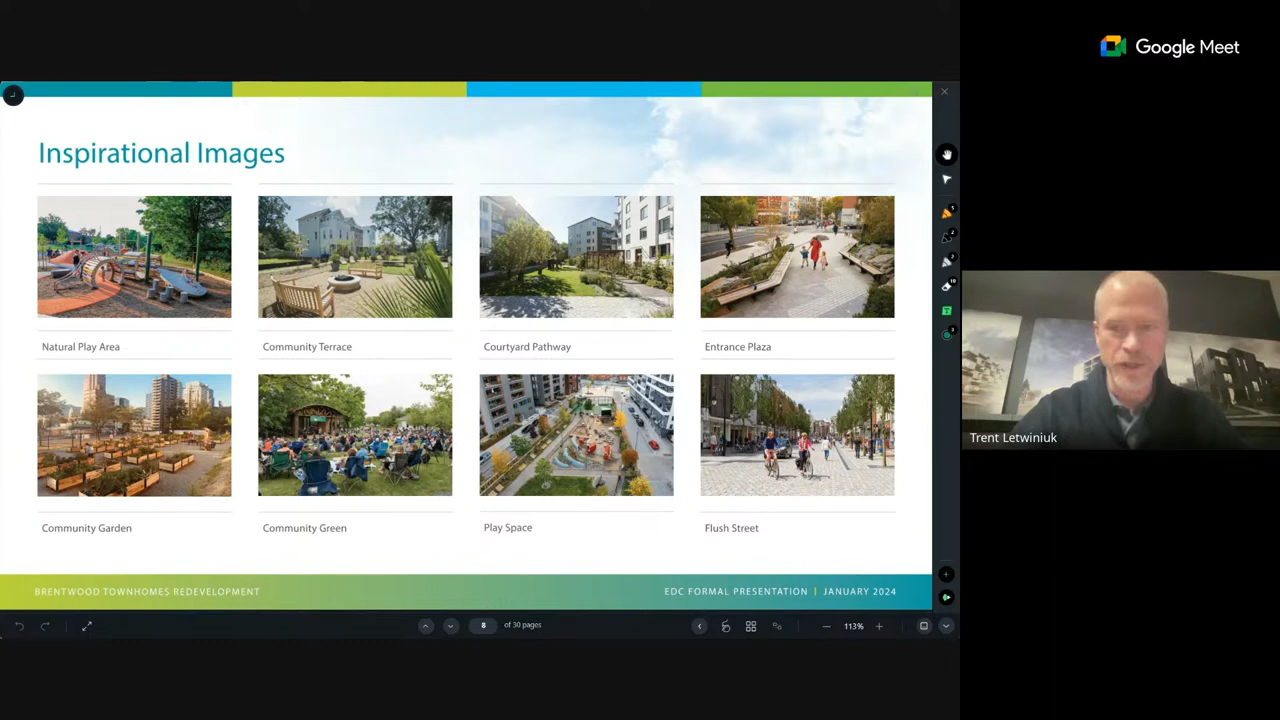 Google Meet
Inspirational Images
Natural Play Area
Community Terrace
Courtyard Pathway
Entrance Plaza
Community Garden
Community Green
Play Space
Flush Street
BRENTWOOD TOWNHOMES REDEVELOPMENT
EDC FORMAL PRESENTATION | JANUARY 2024
8 of 30 pages
113%
Trent Letwiniuk